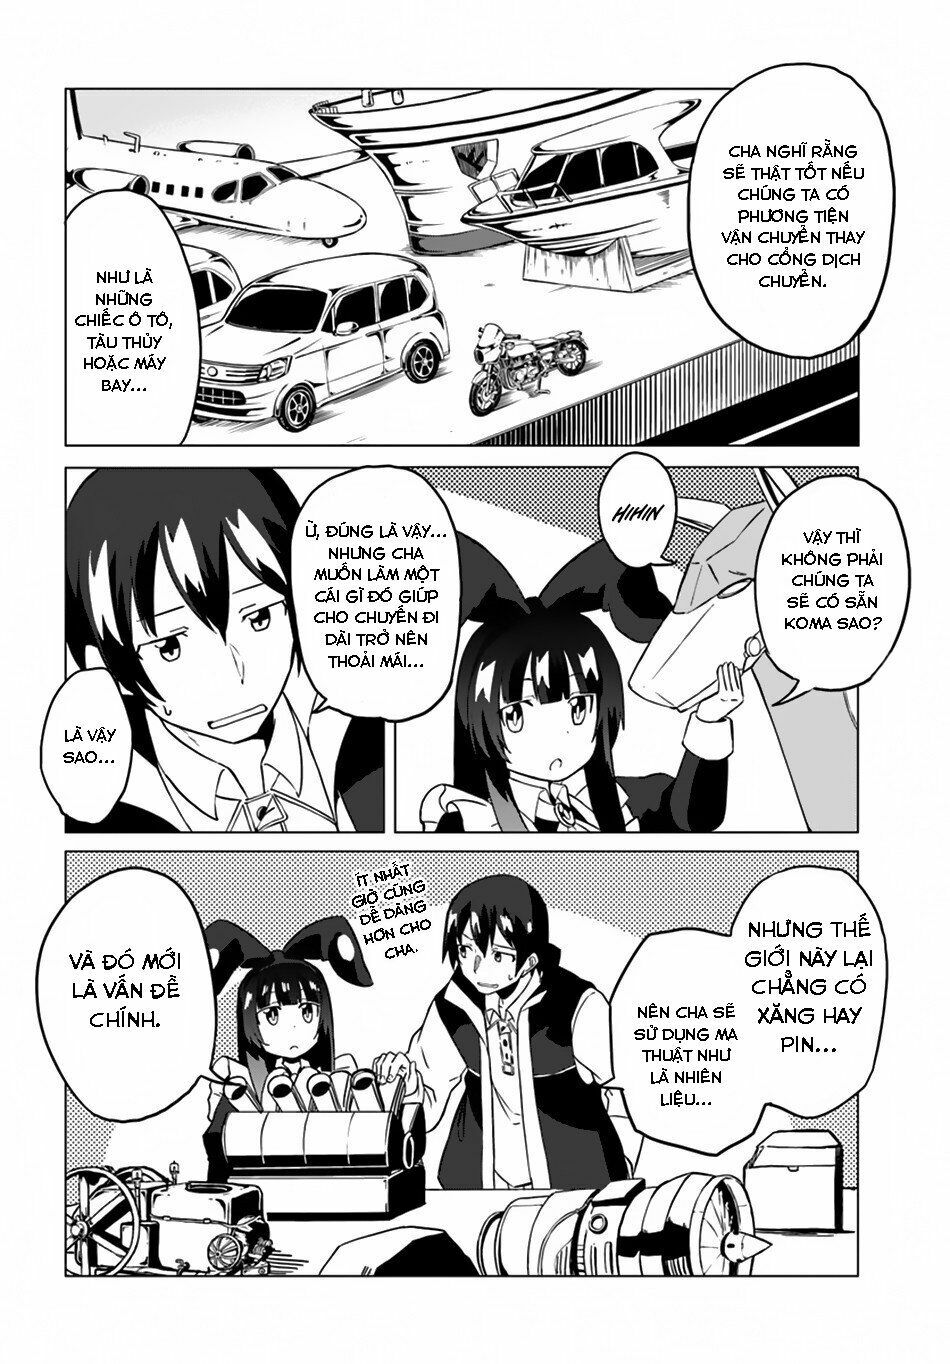 CHA NGHĨ RẰNG
SẼ THẬT TỐT NẾU
CHÚNG TA CÓ
PHƯƠNG TIỆN
VẬN CHUYỂN THAY
CHO CỔNG DỊCH
CHUYỂN.
NHƯ LÀ
NHỮNG
CHIẾC Ô TÔ,
TÀU THỦY
HOẶC MÁY
BAY...
VẬY THÌ
KHÔNG PHẢI
CHÚNG TA
SẼ CÓ SẴN
KOMA SAO?
HIHIN
Ừ, ĐÚNG LÀ VẬY...
NHƯNG CHA
MUỐN LÀM MỘT
CÁI GÌ ĐÓ GIÚP
CHO CHUYẾN ĐI
DÀI TRỞ NÊN
THOẢI MÁI...
LÀ VẬY
SAO...
NHƯNG THẾ
GIỚI NÀY LẠI
CHẲNG CÓ
XĂNG HAY
PIN...
NÊN CHA SẼ
SỬ DỤNG MA
THUẬT NHƯ
LÀ NHIÊN
LIỆU...
ÍT NHẤT
GIỜ CŨNG
DỄ DÀNG
HƠN CHO
CHA.
VÀ ĐÓ MỚI
LÀ VẤN ĐỀ
CHÍNH.